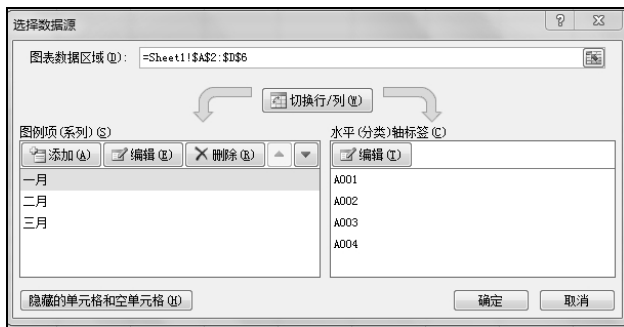 选择数据源
图表数据区域(D): =Sheet1!$A$2:$D$6
切换行/列(W)
图例项(系列)(S)
水平(分类)轴标签(C)
添加(A) 编辑(E) 删除(R)
编辑(T)
一月
二月
三月
A001
A002
A003
A004
隐藏的单元格和空单元格(H)
确定 取消